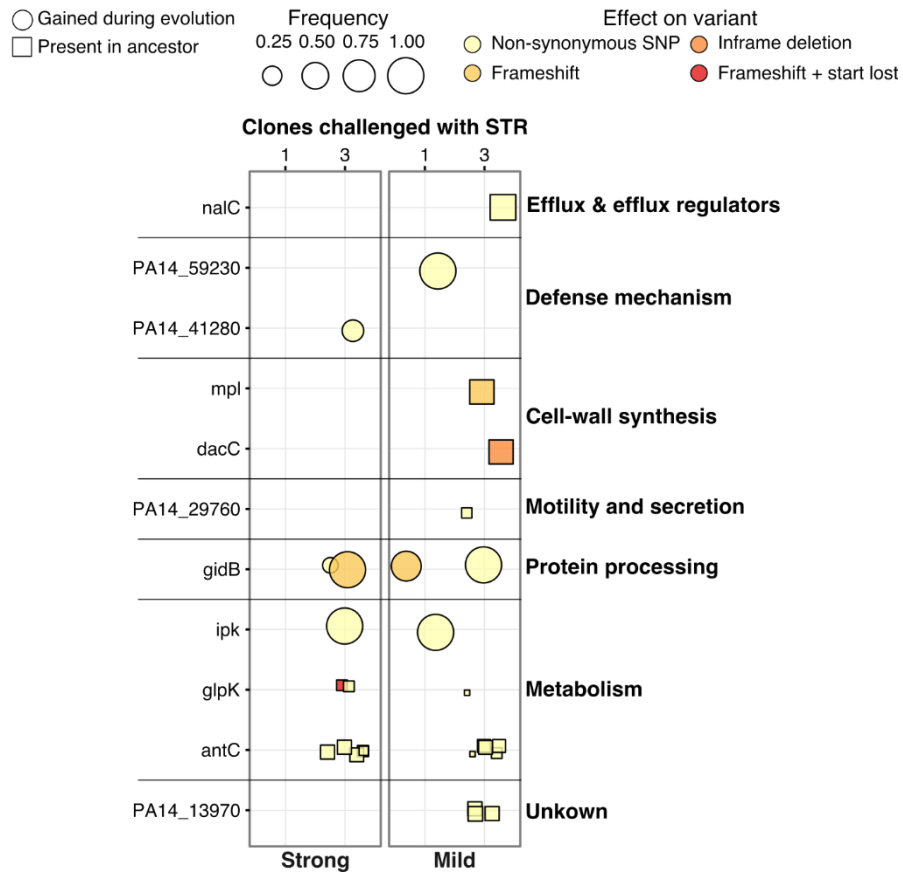 Gained during evolution
Present in ancestor
Frequency
0.25 0.50 0.75 1.00
Effect on variant
Non-synonymous SNP
Inframe deletion
Frameshift
Frameshift + start lost
Clones challenged with STR
1 3 1 3
nalC
Efflux & efflux regulators
PA14_59230
Defense mechanism
PA14_41280
mpl
Cell-wall synthesis
dacC
PA14_29760
Motility and secretion
gidB
Protein processing
ipk
glpK
Metabolism
antC
PA14_13970
Unkown
Strong
Mild